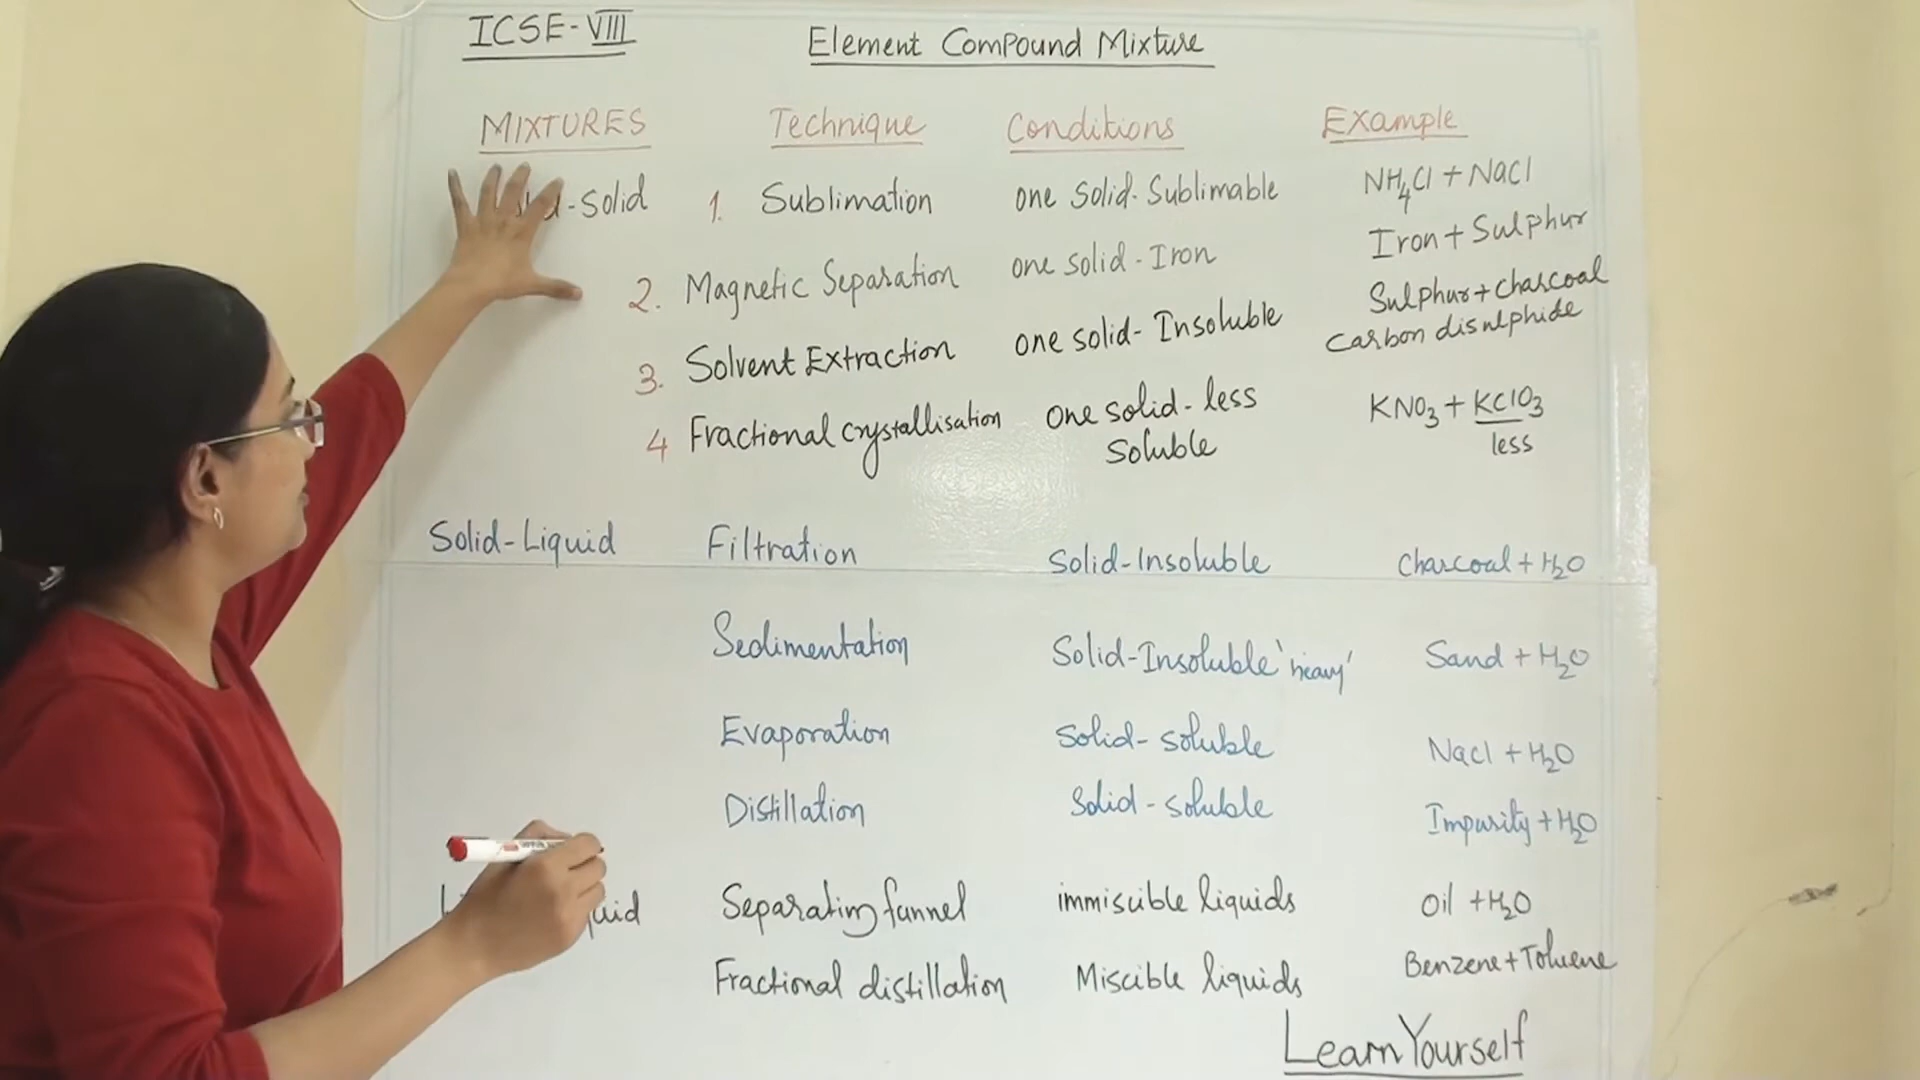 ICSE-VIII
Element Compound Mixture
MIXTURES Technique Conditions Example
-Solid 1. Sublimation one Solid-Sublimable NH4Cl + NaCl
2. Magnetic Separation one solid-Iron Iron + Sulphur
3. Solvent Extraction one solid-Insoluble Sulphur + charcoal
Carbon disulphide
4 Fractional crystallisation one solid-less KNO3 + KClO3
Soluble less
Solid-Liquid Filtration Solid-Insoluble Charcoal + H2O
Sedimentation Solid-Insoluble 'heavy' Sand + H2O
Evaporation Solid-soluble NaCl + H2O
Distillation Solid-soluble Impurity + H2O
Separating funnel immiscible liquids Oil + H2O
Fractional distillation Miscible liquids Benzene + Toluene
LearnYourself